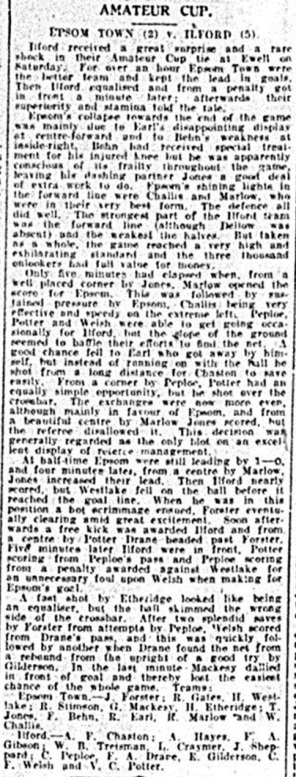 AMATEUR CUP.
EPSOM TOWN (2) v. ILFORD (5).
Ilford received a great surprise and a rare
shock in their Amateur Cup tie at Ewell on
Saturday. For over an hour Epsom Town were
the better team and kept the lead in goals.
Then Ilford equalised and from a penalty got
in front a minute later; afterwards their
superiority and stamina told the tale.
Epsom's collapse towards the end of the game
was mainly due to Earl's disappointing display
at centre-forward and to Behn's weakness at
inside-right. Behn had received special treat-
ment for his injured knee but he was apparently
conscious of its frailty throughout the game,
leaving his dashing partner Jones a good deal
of extra work to do. Epsom's shining lights in
the forward line were Challis and Marlow, who
were in their very best form. The defence all
did well. The strongest part of the Ilford team
was the forward line (although Dellow was
absent) and the weakest the halves. But taken
as a whole, the game reached a very high and
exhilarating standard and the three thousand
onlookers had full value for money.
Only five minutes had elapsed when, from a
well placed corner by Jones, Marlow opened the
score for Epsom. This was followed by sus-
tained pressure by Epsom, Challis being very
effective and speedy on the extreme left. Peploe,
Potter and Welsh were able to get going occa-
sionally for Ilford, but the slope of the ground
seemed to baffle their efforts to find the net. A
good chance fell to Earl who got away by him-
self, but instead of running on with the ball he
shot from a long distance for Chaston to save
easily. From a corner by Peploe, Potter had an
equally simple opportunity, but he shot over the
crossbar. The exchanges were now more even,
although mainly in favour of Epsom, and from
a beautiful centre by Marlow Jones scored, but
the referee disallowed it. This decision was
generally regarded as the only blot on an excel-
lent display of referee management.
At half-time Epsom were still leading by 1—0,
and four minutes later, from a centre by Marlow,
Jones increased their lead. Then Ilford nearly
scored, but Westlake fell on the ball before it
reached the goal line. When he was in this
position a hot scrimmage ensued, Forster eventu-
ally clearing amid great excitement. Soon after-
wards a free kick was awarded Ilford and from
a centre by Potter Drane headed past Forster.
Five minutes later Ilford were in front, Potter
scoring from a Peplos pass and Peploe scoring
from a penalty awarded against Westlake for
an unnecessary foul upon Welsh when making for
Epsom's goal.
A fast shot by Etheridge looked like being
an equaliser, but the ball skimmed the wrong
side of the crossbar. After two splendid saves
by Forster from attempts by Peploe, Welsh scored
from Drane's pass, and this was quickly fol-
lowed by another when Drane found the net from
a rebound from the upright of a good try by
Gilderson. In the last minute Mackesy dallied
in front of goal and thereby lost the easiest
chance of the whole game. Teams:—
Epsom Town.—J. Forster; R. Gates, H. West-
lake; R. Stimson, G. Mackesy, H. Etheridge; T.
Jones, F. Behn, R. Earl, R. Marlow and W.
Challis.
Ilford.—A. F. Chaston; A. Hayes, F. A.
Gibson; W. B. Treisman, L. Craymer, J. Shep-
pard; C. Peploe, F. A. Drane, E. Gilderson, C.
F. Welsh and V. C. Potter.